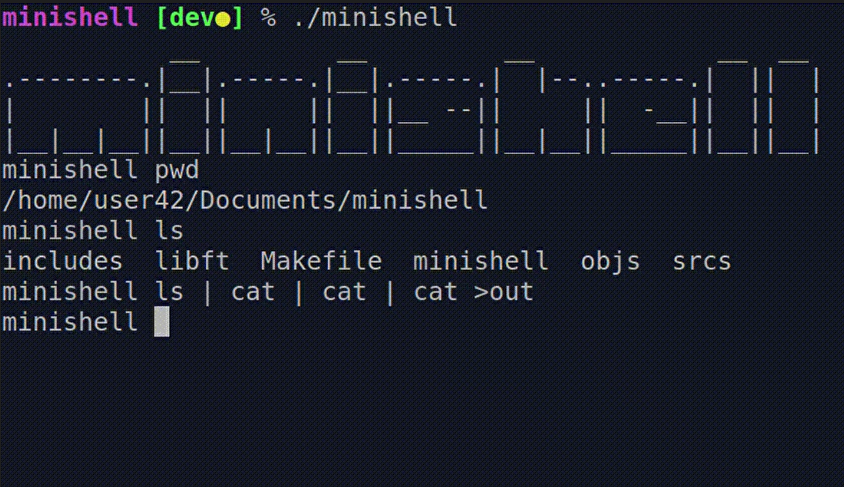 minishell [dev●] % ./minishell
minishell
minishell pwd
/home/user42/Documents/minishell
minishell ls
includes  libft  Makefile  minishell  objs  srcs
minishell ls | cat | cat | cat >out
minishell